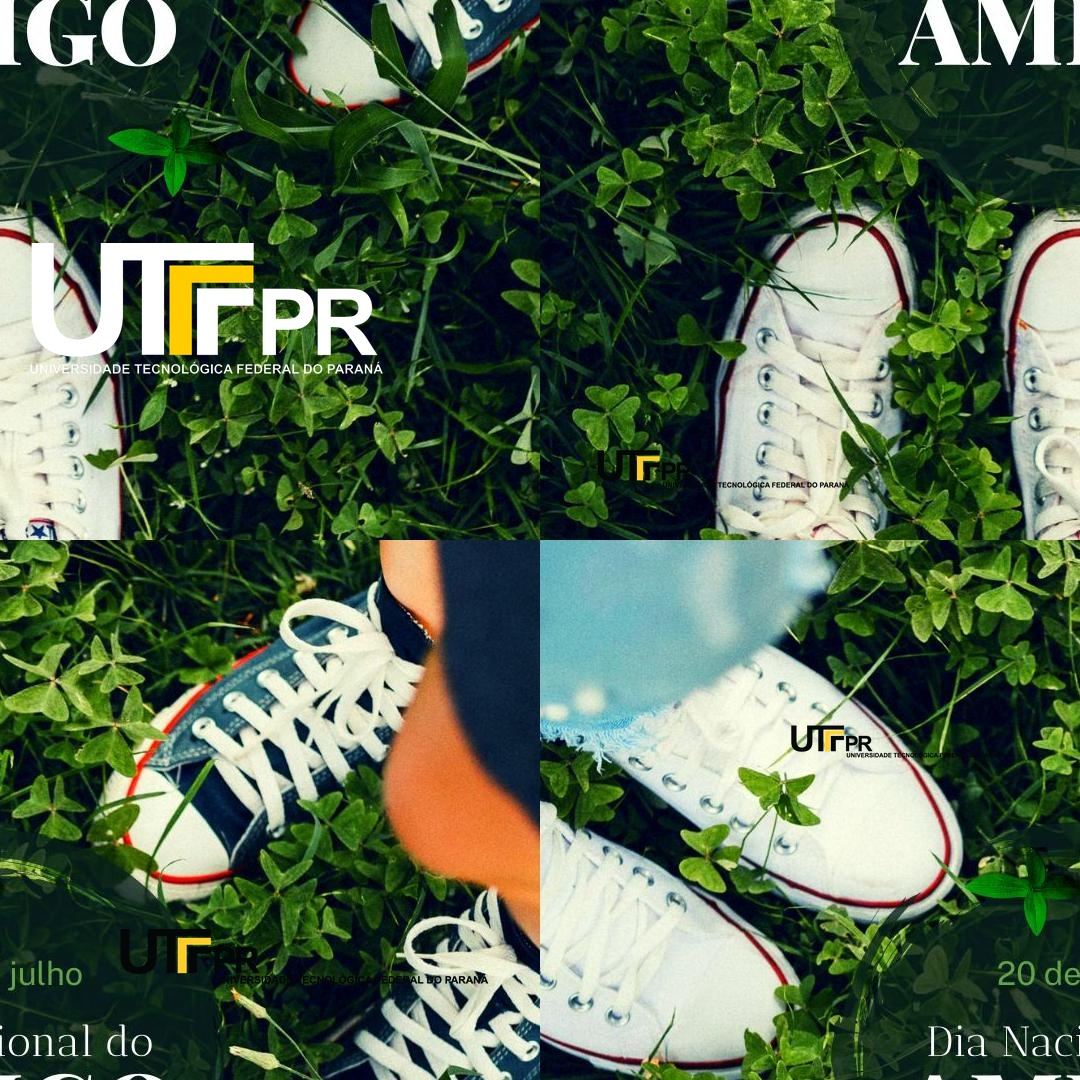 IGO
AMI
UTFPR
UNIVERSIDADE TECNOLÓGICA FEDERAL DO PARANÁ
UTFPR
UNIVERSIDADE TECNOLÓGICA FEDERAL DO PARANÁ
UTFPR
UNIVERSIDADE TECNOLÓGICA
UTFPR
UNIVERSIDADE TECNOLÓGICA FEDERAL DO PARANÁ
julho
ional do
20 de
Dia Naci